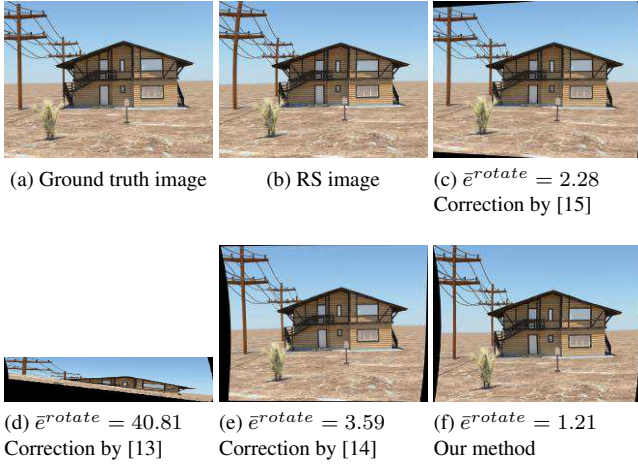 (a) Ground truth image
(b) RS image
(c) ē^{rotate} = 2.28
Correction by [15]
(d) ē^{rotate} = 40.81
Correction by [13]
(e) ē^{rotate} = 3.59
Correction by [14]
(f) ē^{rotate} = 1.21
Our method